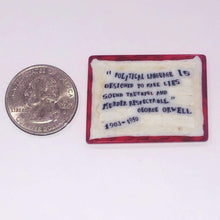 "POLITICAL LANGUAGE IS
DESIGNED TO MAKE LIES
SOUND TRUTHFUL AND
MURDER RESPECTABLE."
GEORGE ORWELL
1903-1950